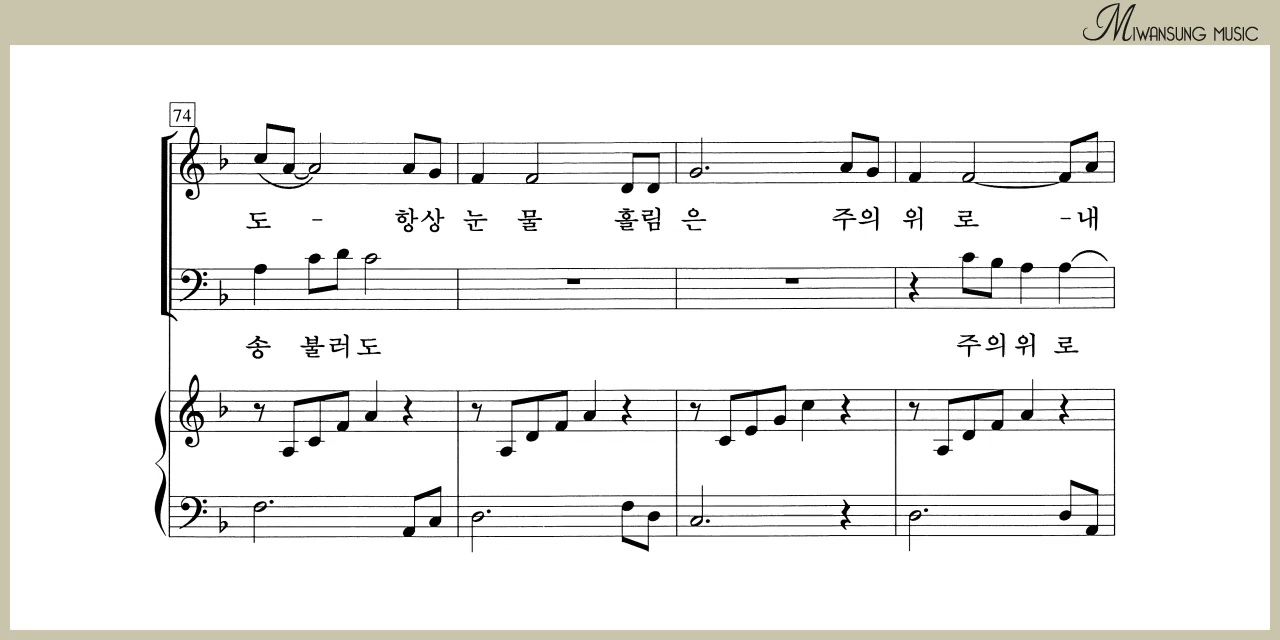 MIWANSUNG MUSIC
74
도 - 항상 눈 물 흘림 은 주의 위 로 - 내
송 불러도 주의 위 로